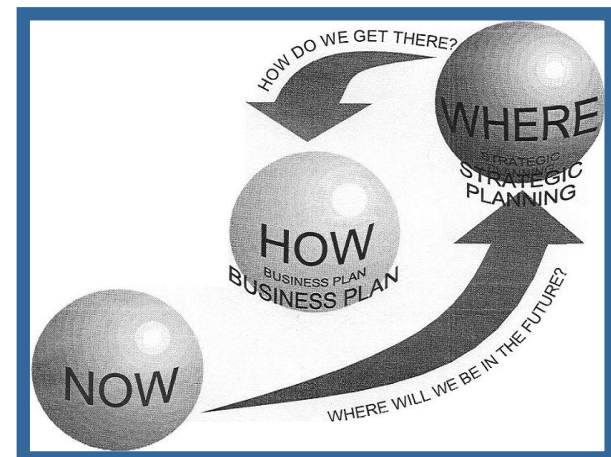 HOW DO WE GET THERE?
WHERE
STRATEGIC
STRATEGIC
PLANNING
HOW
BUSINESS PLAN
BUSINESS PLAN
NOW
WHERE WILL WE BE IN THE FUTURE?